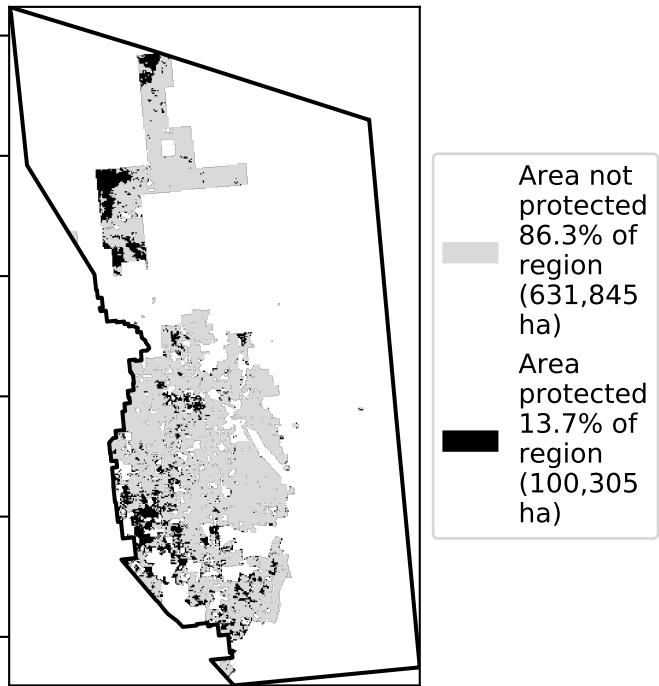 Area not
protected
86.3% of
region
(631,845
ha)
Area
protected
13.7% of
region
(100,305
ha)